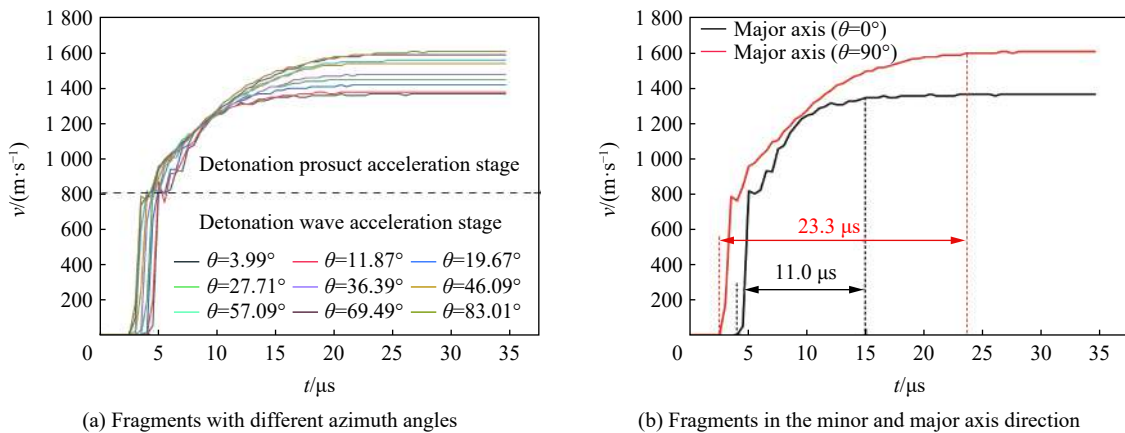 1 800
1 600
1 400
1 200
1 000
800
600
400
200
v/(m·s⁻¹)
Detonation prosuct acceleration stage
Detonation wave acceleration stage
θ=3.99° θ=11.87° θ=19.67°
θ=27.71° θ=36.39° θ=46.09°
θ=57.09° θ=69.49° θ=83.01°
0 5 10 15 20 25 30 35
t/μs
(a) Fragments with different azimuth angles
1 800
1 600
1 400
1 200
1 000
800
600
400
200
v/(m·s⁻¹)
Major axis (θ=0°)
Major axis (θ=90°)
23.3 μs
11.0 μs
0 5 10 15 20 25 30 35
t/μs
(b) Fragments in the minor and major axis direction